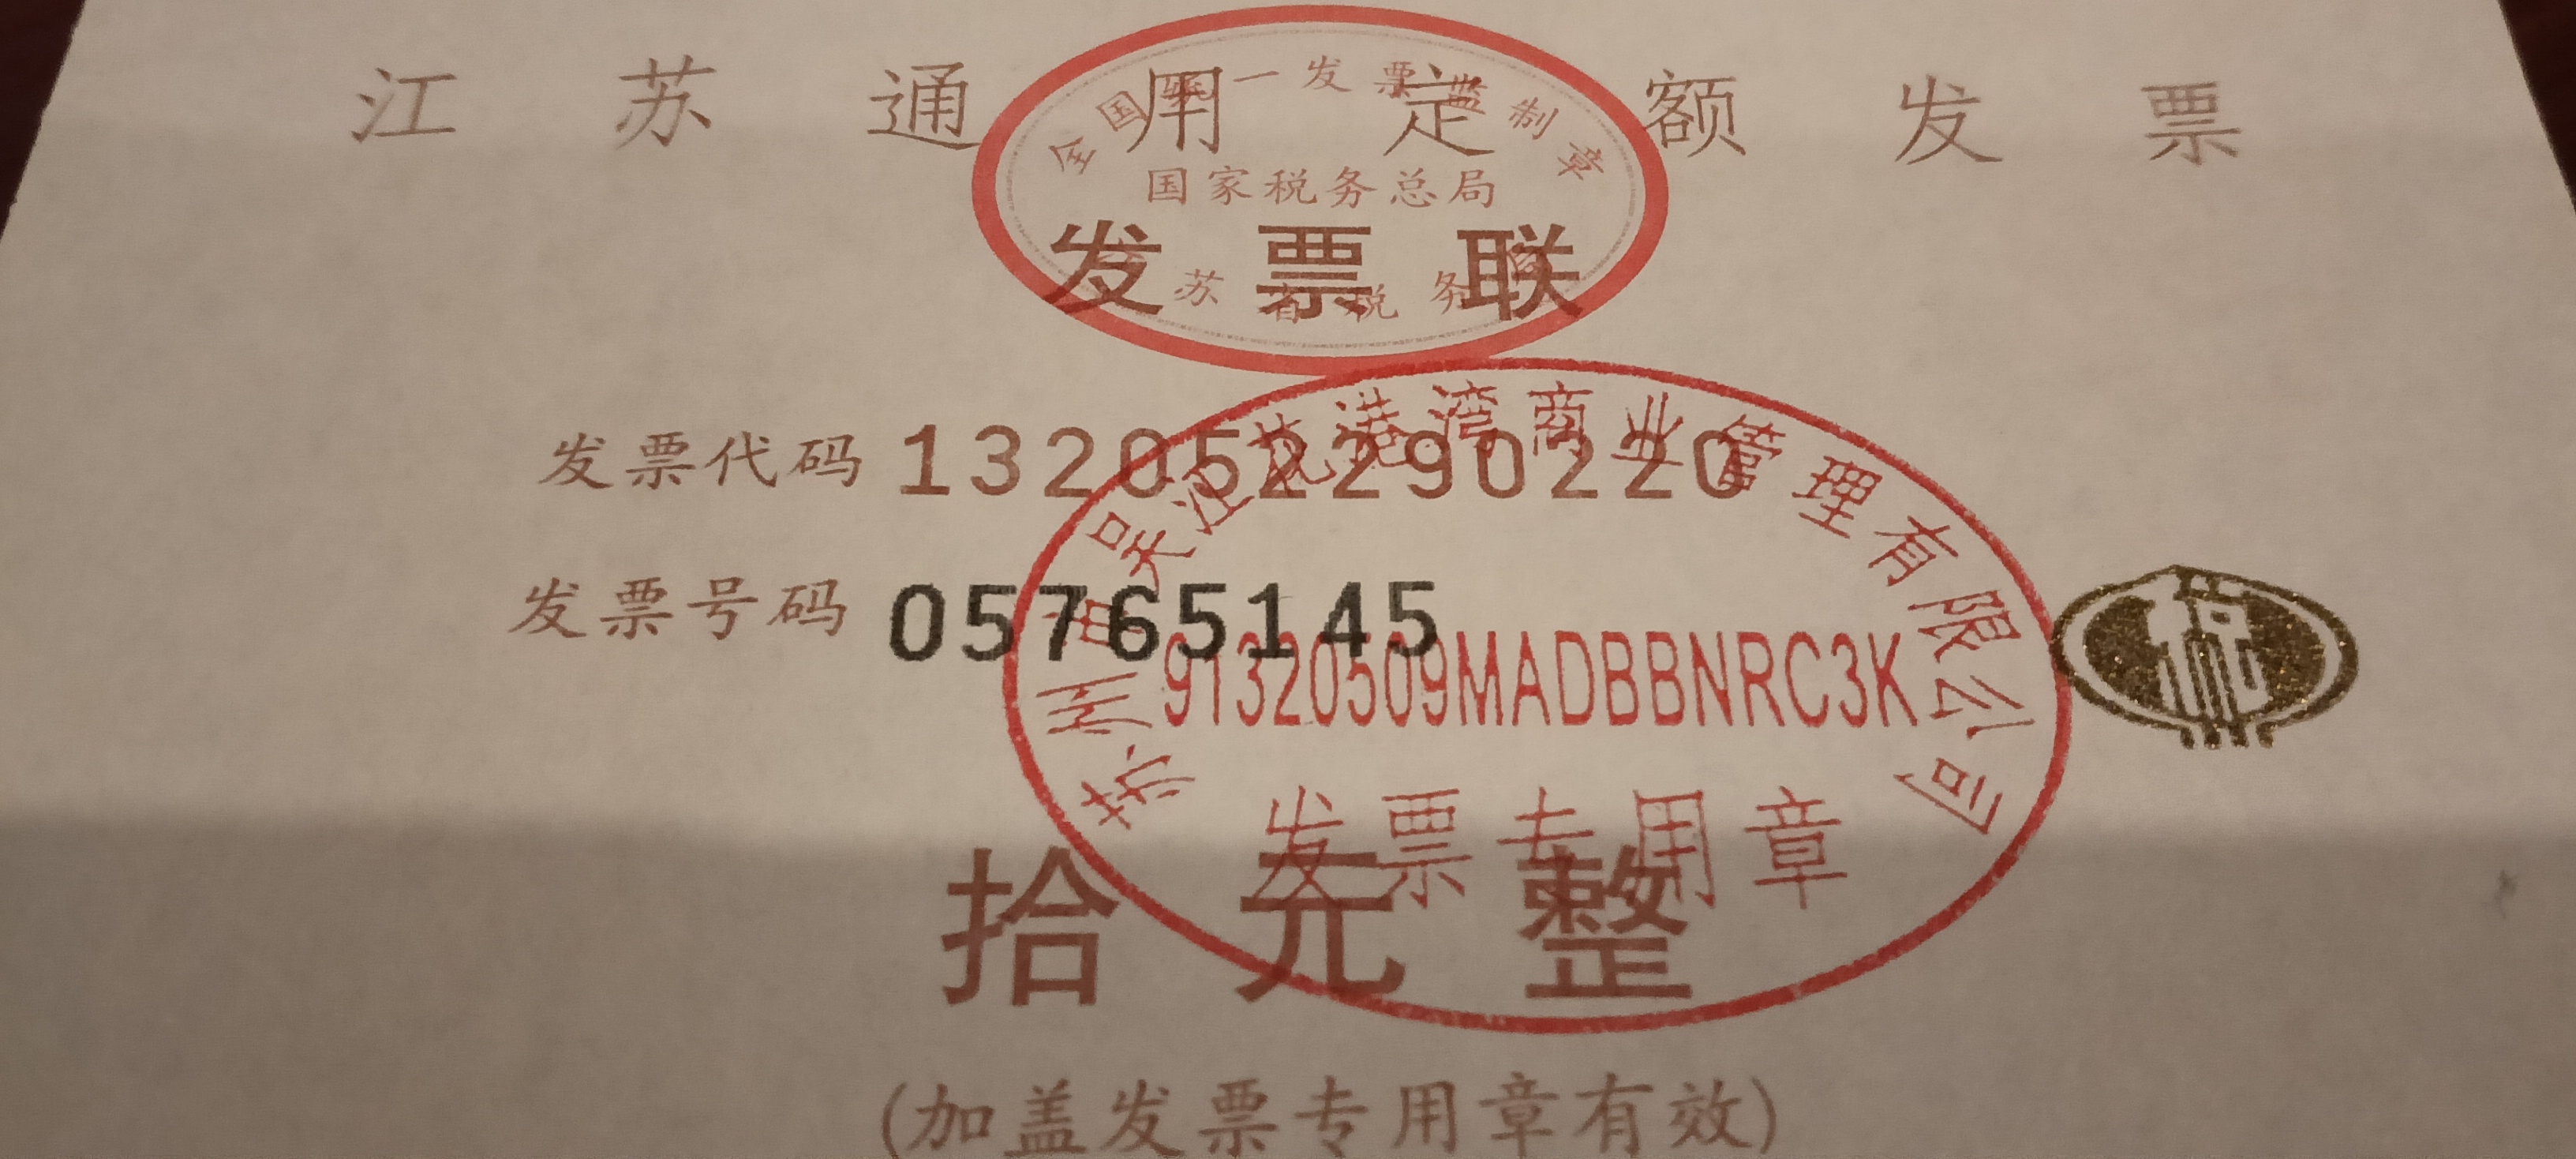 江苏通用定额发票
全国统一发票监制章
国家税务总局
发票联
苏省税务
发票代码 132052290220
发票号码 05765145
苏州市吴江港湾商业管理有限公司
91320509MADBBNRC3K
发票专用章
税
拾元整
(加盖发票专用章有效)